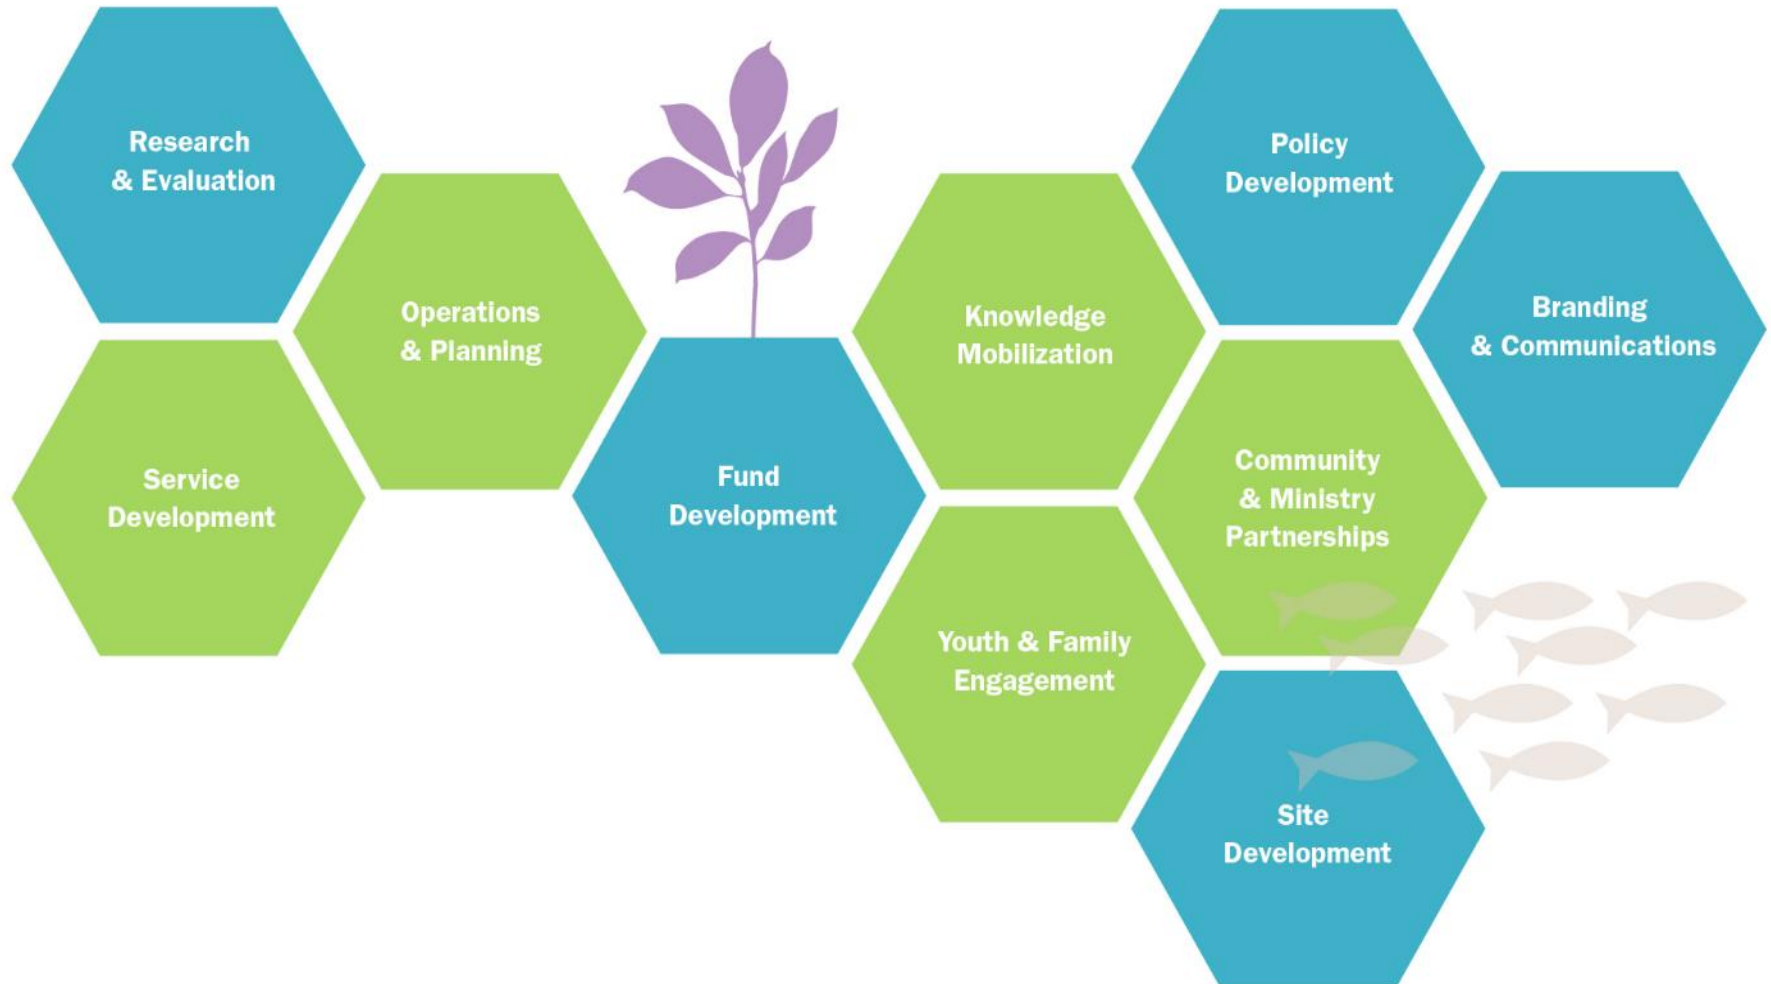 Research
& Evaluation
Operations
& Planning
Service
Development
Fund
Development
Knowledge
Mobilization
Youth & Family
Engagement
Policy
Development
Branding
& Communications
Community
& Ministry
Partnerships
Site
Development